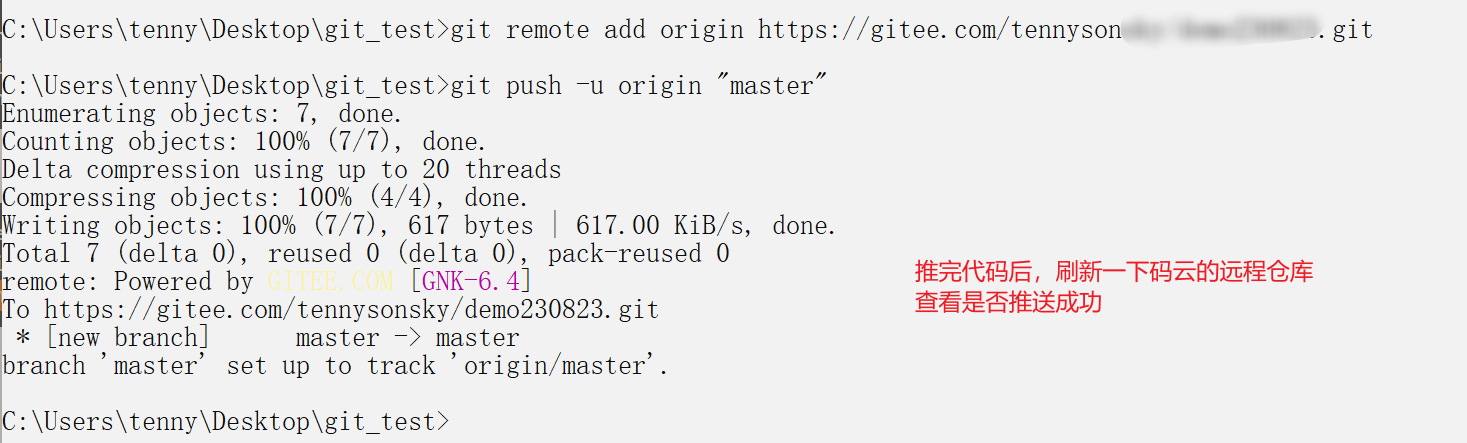 C:\Users\tenny\Desktop\git_test>git remote add origin https://gitee.com/tennyson .git
C:\Users\tenny\Desktop\git_test>git push -u origin "master"
Enumerating objects: 7, done.
Counting objects: 100% (7/7), done.
Delta compression using up to 20 threads
Compressing objects: 100% (4/4), done.
Writing objects: 100% (7/7), 617 bytes | 617.00 KiB/s, done.
Total 7 (delta 0), reused 0 (delta 0), pack-reused 0
remote: Powered by GITEE.COM [GNK-6.4]
To https://gitee.com/tennysonsky/demo230823.git
 * [new branch]      master -> master
branch 'master' set up to track 'origin/master'.
推完代码后，刷新一下码云的远程仓库
查看是否推送成功
C:\Users\tenny\Desktop\git_test>